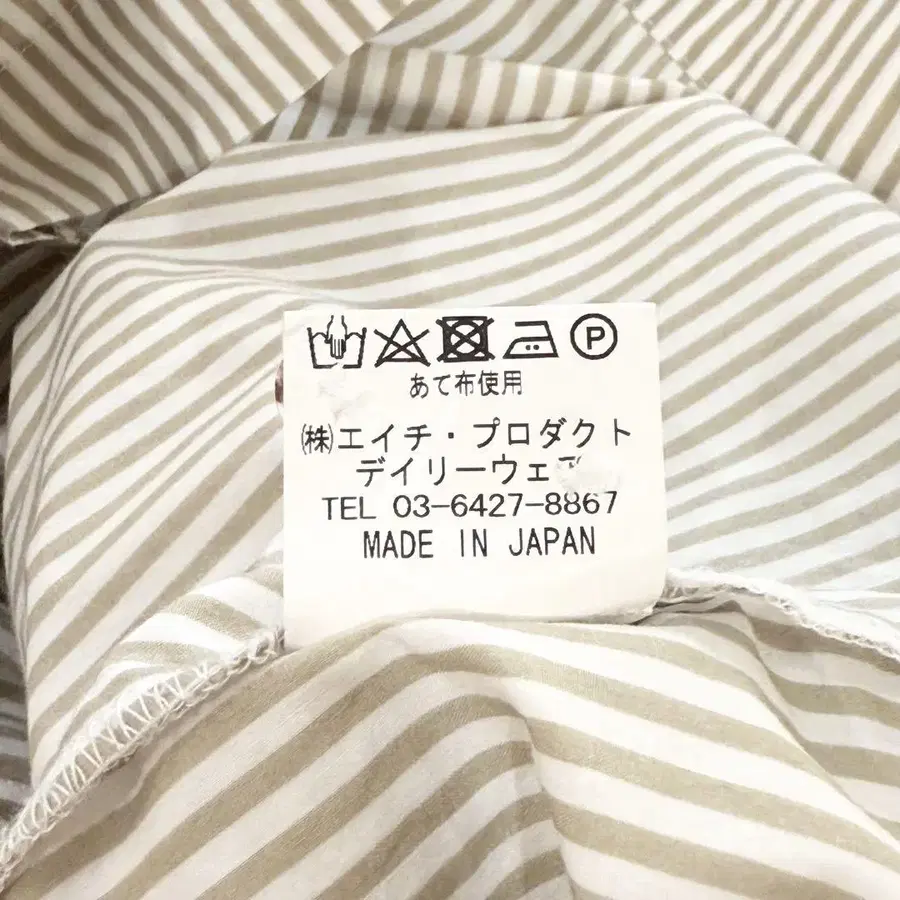 P
あて布使用
㈱エイチ・プロダクト
デイリーウェ
TEL 03-6427-8867
MADE IN JAPAN